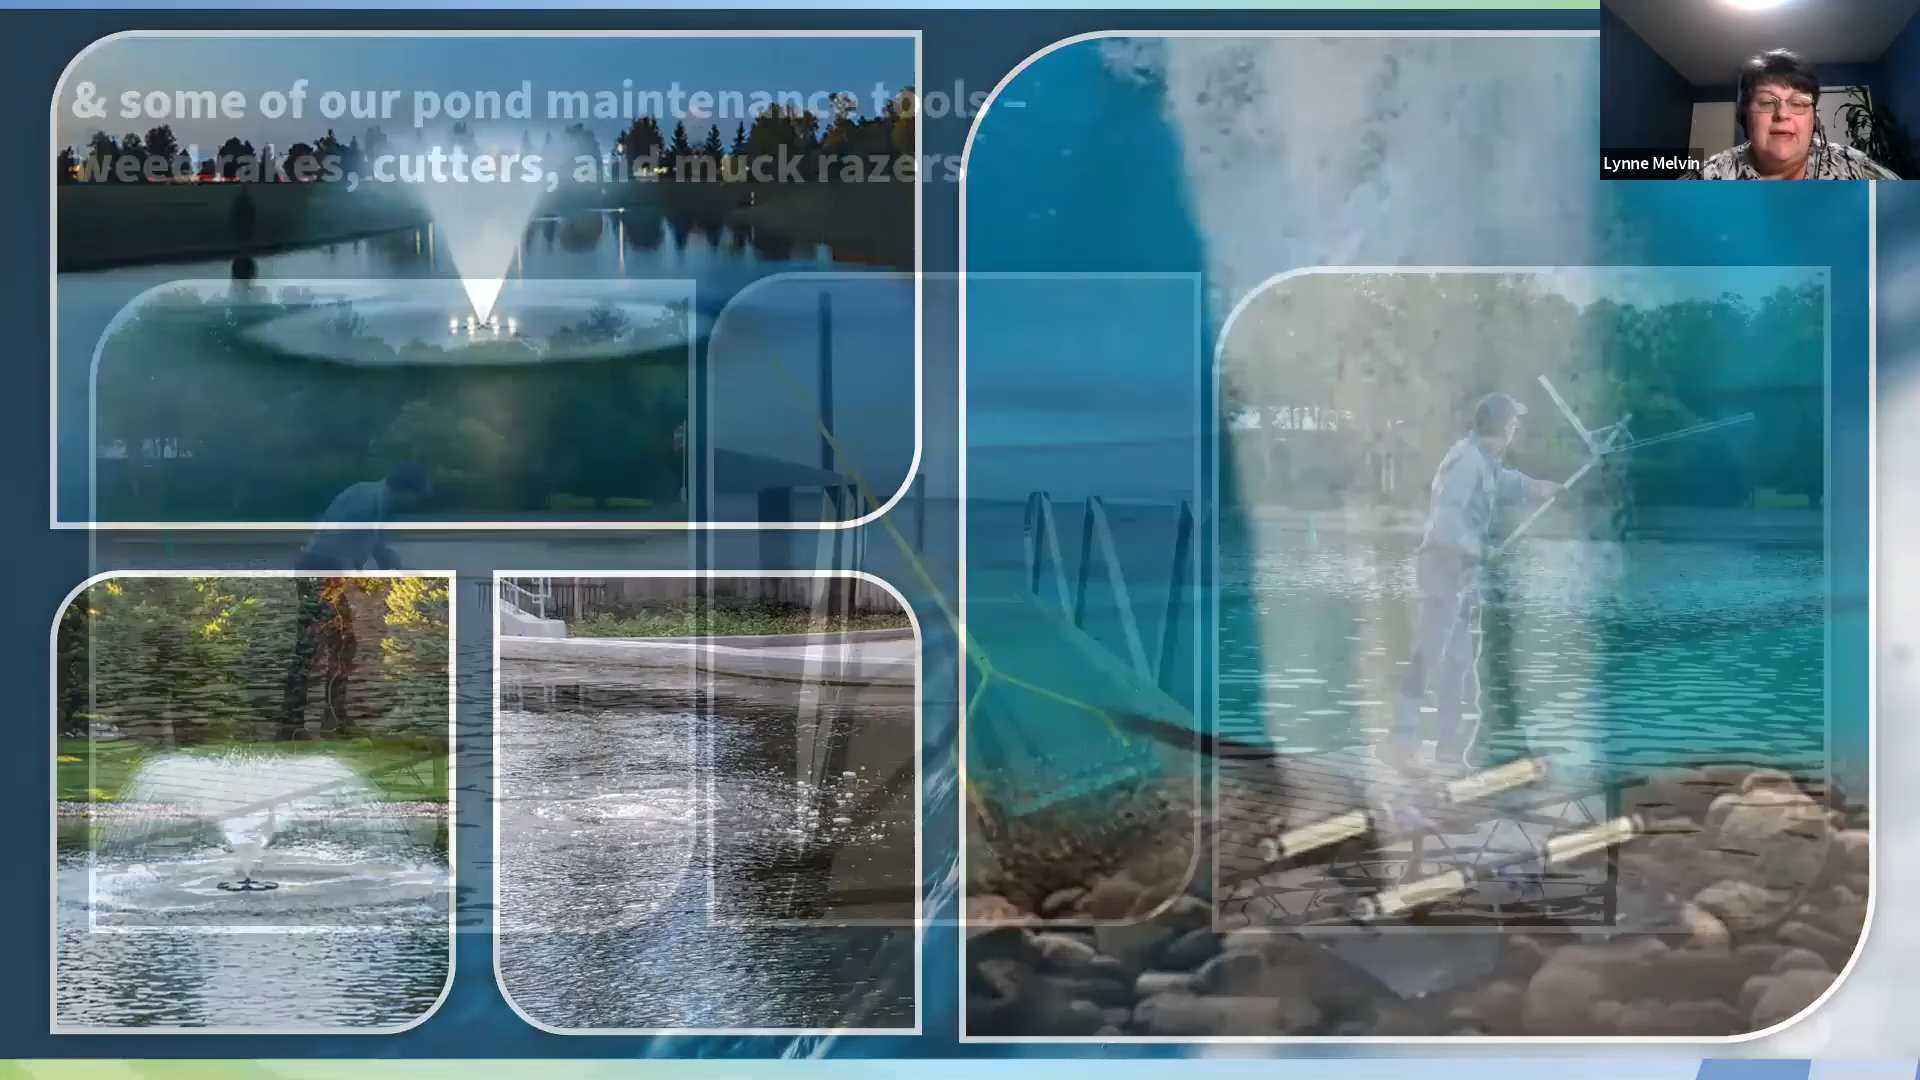 & some of our pond maintenance tools –
weed rakes, cutters, and muck razers
Lynne Melvin